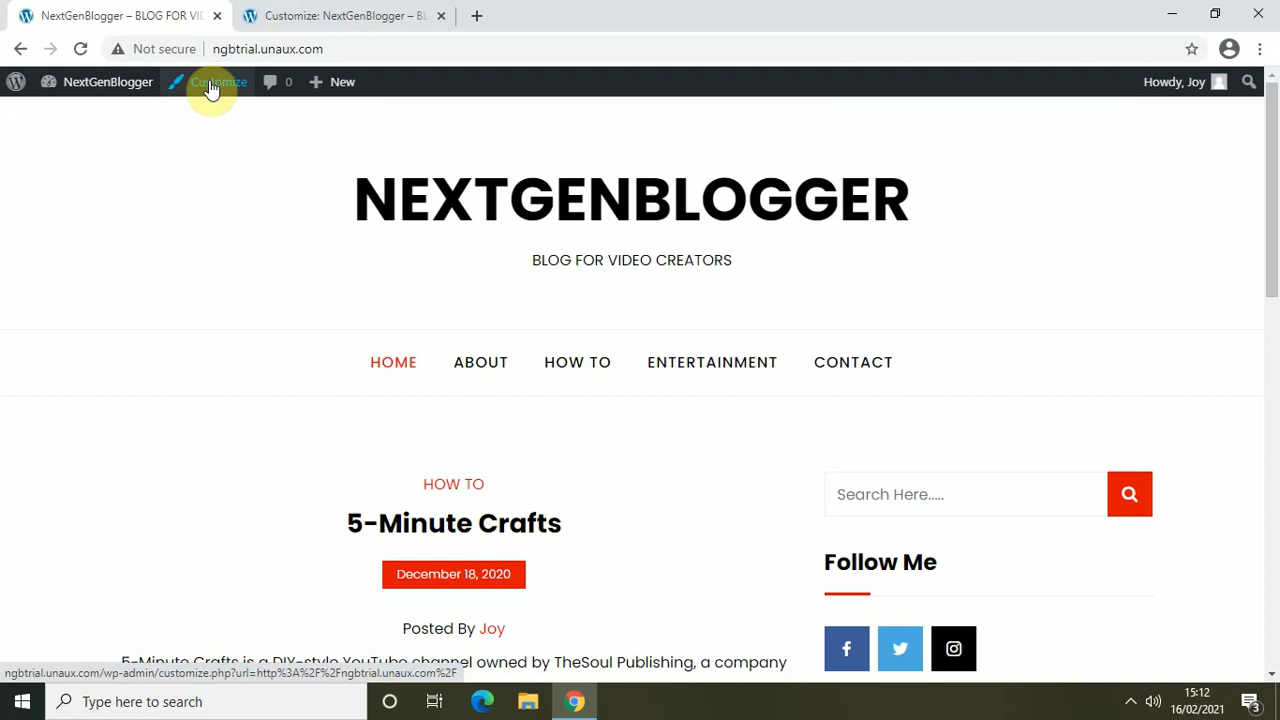 NextGenBlogger – BLOG FOR VID
Customize: NextGenBlogger – BL
Not secure ngbtrial.unaux.com
NextGenBlogger Customize 0 New Howdy, Joy
NEXTGENBLOGGER
BLOG FOR VIDEO CREATORS
HOME ABOUT HOW TO ENTERTAINMENT CONTACT
HOW TO
5-Minute Crafts
December 18, 2020
Posted By Joy
5-Minute Crafts is a DIY-style YouTube channel owned by TheSoul Publishing, a company
Search Here.....
Follow Me
ngbtrial.unaux.com/wp-admin/customize.php?url=http%3A%2F%2Fngbtrial.unaux.com%2F
Type here to search
15:12
16/02/2021
3